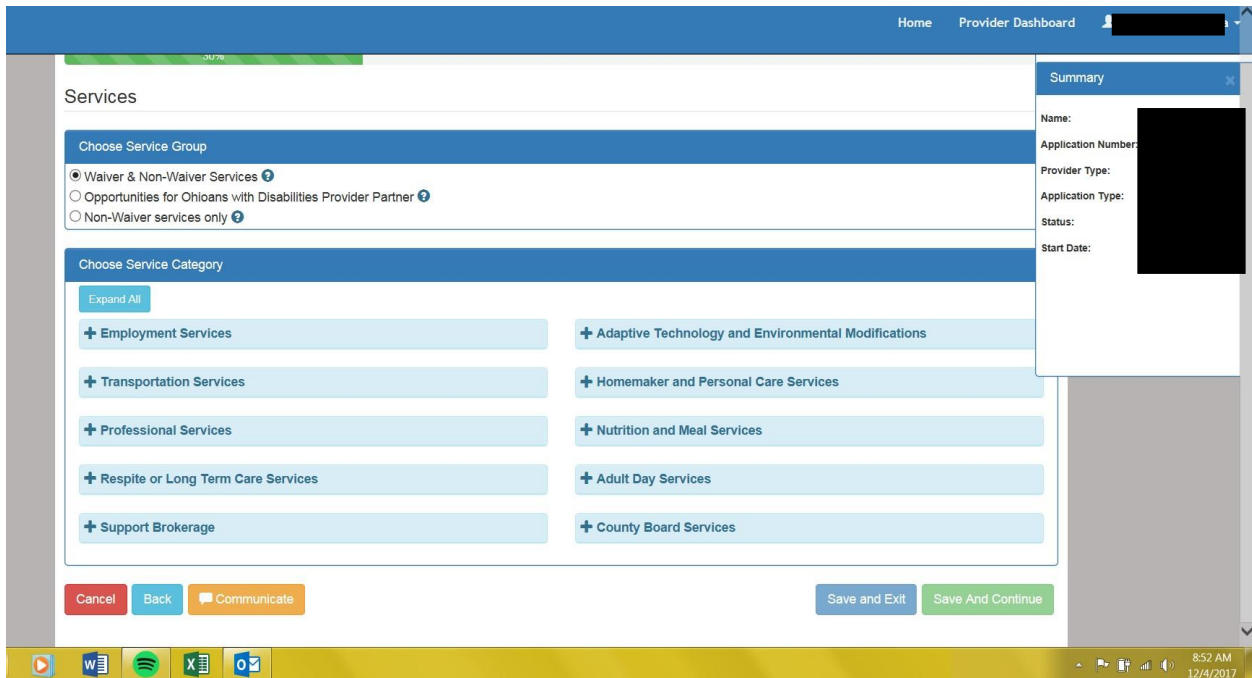 Home Provider Dashboard
30%
Services
Choose Service Group
Waiver & Non-Waiver Services
Opportunities for Ohioans with Disabilities Provider Partner
Non-Waiver services only
Choose Service Category
Expand All
Employment Services
Adaptive Technology and Environmental Modifications
Transportation Services
Homemaker and Personal Care Services
Professional Services
Nutrition and Meal Services
Respite or Long Term Care Services
Adult Day Services
Support Brokerage
County Board Services
Cancel Back Communicate Save and Exit Save And Continue
Summary
Name:
Application Number:
Provider Type:
Application Type:
Status:
Start Date:
8:52 AM
12/4/2017